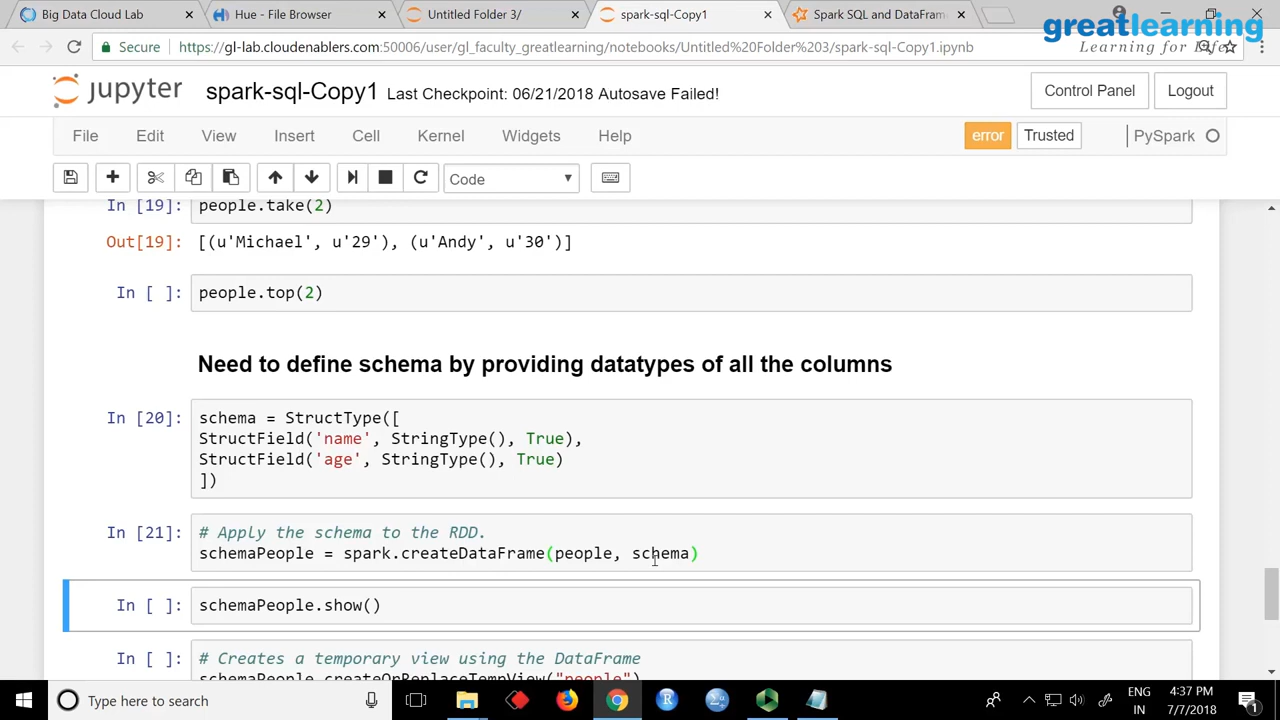 Big Data Cloud Lab
Hue - File Browser
Untitled Folder 3/
spark-sql-Copy1
Spark SQL and DataFram
greatlearning
Learning for Life
Secure
https://gl-lab.cloudenablers.com:50006/user/gl_faculty_greatlearning/notebooks/Untitled%20Folder%203/spark-sql-Copy1.ipynb
jupyter spark-sql-Copy1 Last Checkpoint: 06/21/2018 Autosave Failed!
Control Panel
Logout
File Edit View Insert Cell Kernel Widgets Help
error
Trusted
PySpark
Code
In [19]: people.take(2)
Out[19]: [(u'Michael', u'29'), (u'Andy', u'30')]
In [ ]: people.top(2)
Need to define schema by providing datatypes of all the columns
In [20]: schema = StructType([
StructField('name', StringType(), True),
StructField('age', StringType(), True)
])
In [21]: # Apply the schema to the RDD.
schemaPeople = spark.createDataFrame(people, schema)
In [ ]: schemaPeople.show()
In [ ]: # Creates a temporary view using the DataFrame
schemaPeople.createOrReplaceTempView("people")
Type here to search
ENG
IN
4:37 PM
7/7/2018
1